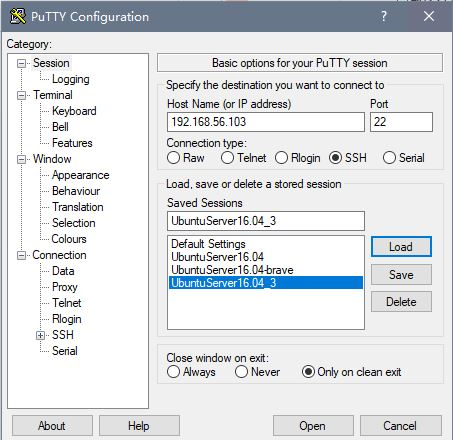 PuTTY Configuration
Category:
Session
Logging
Terminal
Keyboard
Bell
Features
Window
Appearance
Behaviour
Translation
Selection
Colours
Connection
Data
Proxy
Telnet
Rlogin
SSH
Serial
Basic options for your PuTTY session
Specify the destination you want to connect to
Host Name (or IP address) Port
192.168.56.103 22
Connection type:
Raw Telnet Rlogin SSH Serial
Load, save or delete a stored session
Saved Sessions
UbuntuServer16.04_3
Default Settings
UbuntuServer16.04
UbuntuServer16.04-brave
UbuntuServer16.04_3
Load
Save
Delete
Close window on exit:
Always Never Only on clean exit
About Help Open Cancel